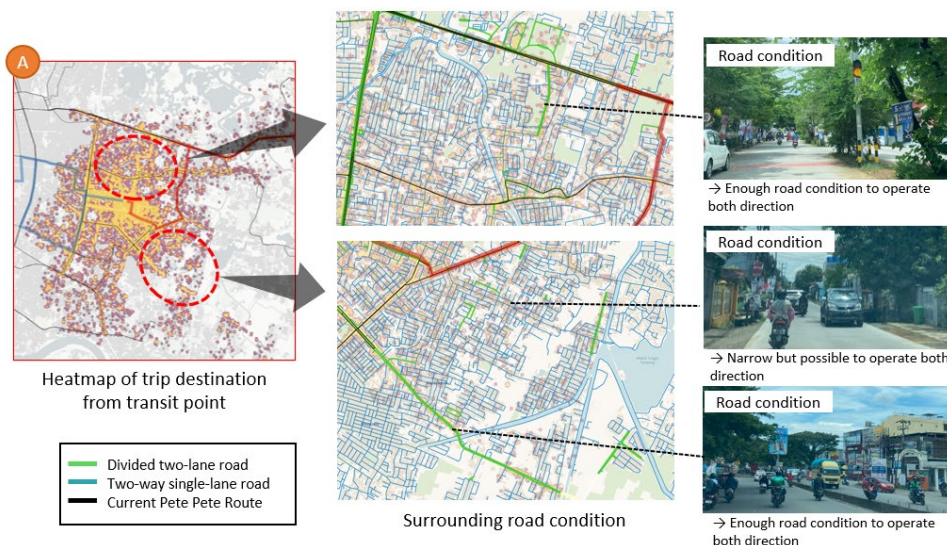 A
Heatmap of trip destination
from transit point
Divided two-lane road
Two-way single-lane road
Current Pete Pete Route
Surrounding road condition
Road condition
→ Enough road condition to operate
both direction
Road condition
→ Narrow but possible to operate both
direction
Road condition
→ Enough road condition to operate
both direction